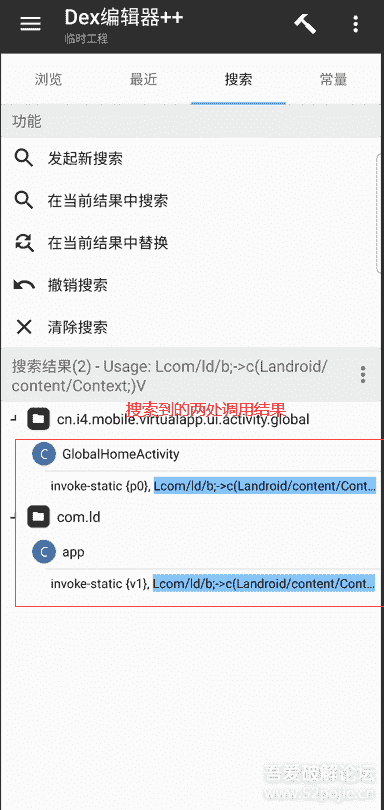 Dex编辑器++
临时工程
浏览 最近 搜索 常量
功能
发起新搜索
在当前结果中搜索
在当前结果中替换
撤销搜索
清除搜索
搜索结果(2) - Usage: Lcom/ld/b;->c(Landroid/
content/Context;)V
搜索到的两处调用结果
cn.i4.mobile.virtualapp.ui.activity.global
C GlobalHomeActivity
invoke-static {p0}, Lcom/ld/b;->c(Landroid/content/Cont...
com.ld
C app
invoke-static {v1}, Lcom/ld/b;->c(Landroid/content/Cont...
吾爱破解论坛
www.52pojie.cn